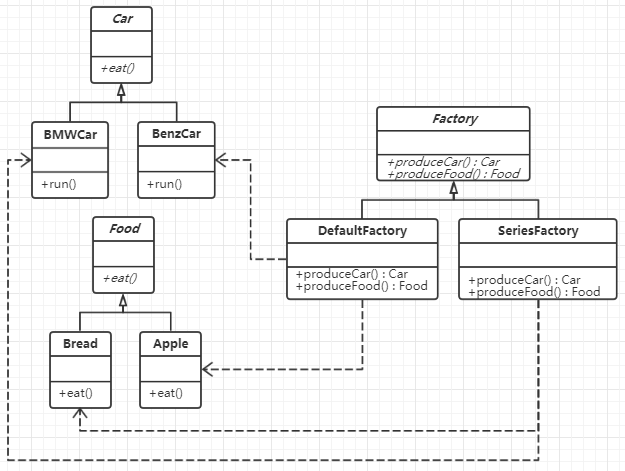 Car
+eat()
BMWCar
+run()
BenzCar
+run()
Factory
+produceCar() : Car
+produceFood() : Food
Food
+eat()
DefaultFactory
+produceCar() : Car
+produceFood() : Food
SeriesFactory
+produceCar() : Car
+produceFood() : Food
Bread
+eat()
Apple
+eat()